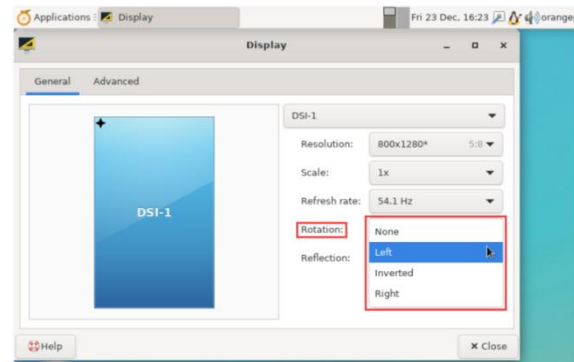 Applications Display Fri 23 Dec, 16:23 orange
Display
General Advanced
DSI-1
DSI-1
Resolution: 800x1280* 5:8
Scale: 1x
Refresh rate: 54.1 Hz
Rotation:
None
Left
Reflection:
Inverted
Right
Help Close